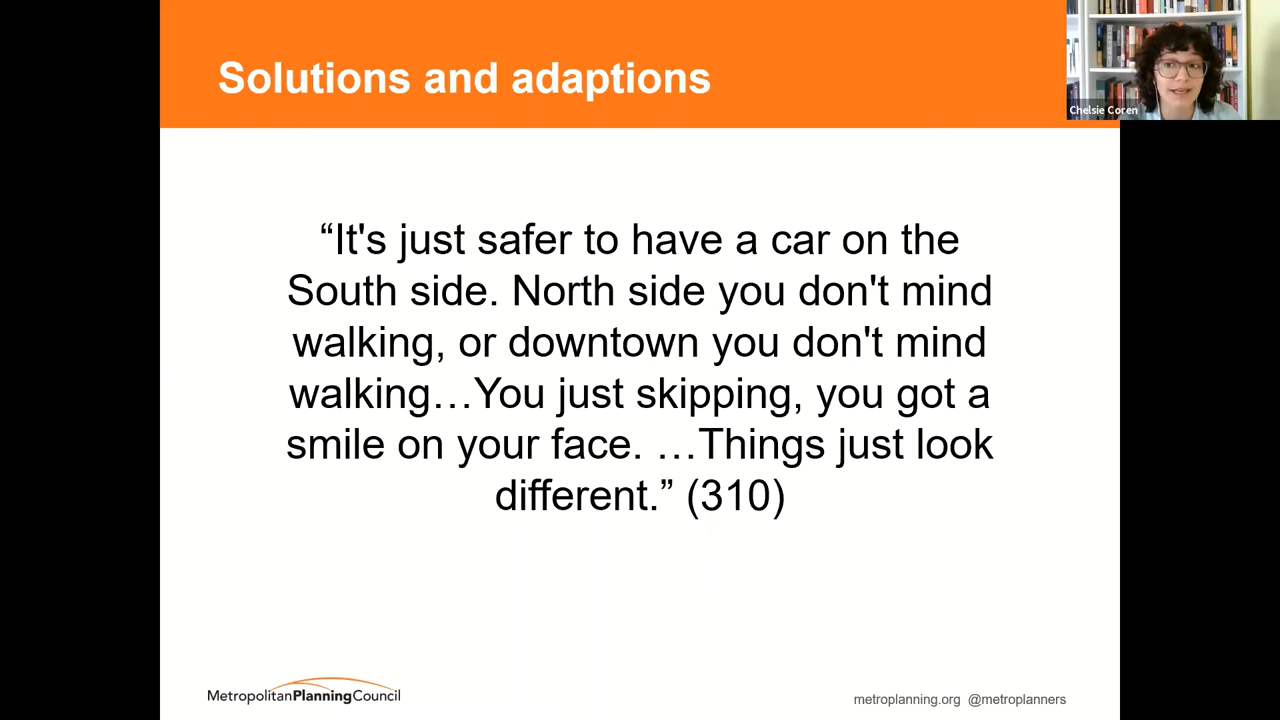 Solutions and adaptions
Chelsie Coren
“It's just safer to have a car on the
South side. North side you don't mind
walking, or downtown you don't mind
walking…You just skipping, you got a
smile on your face. …Things just look
different.” (310)
MetropolitanPlanningCouncil
metroplanning.org @metroplanners